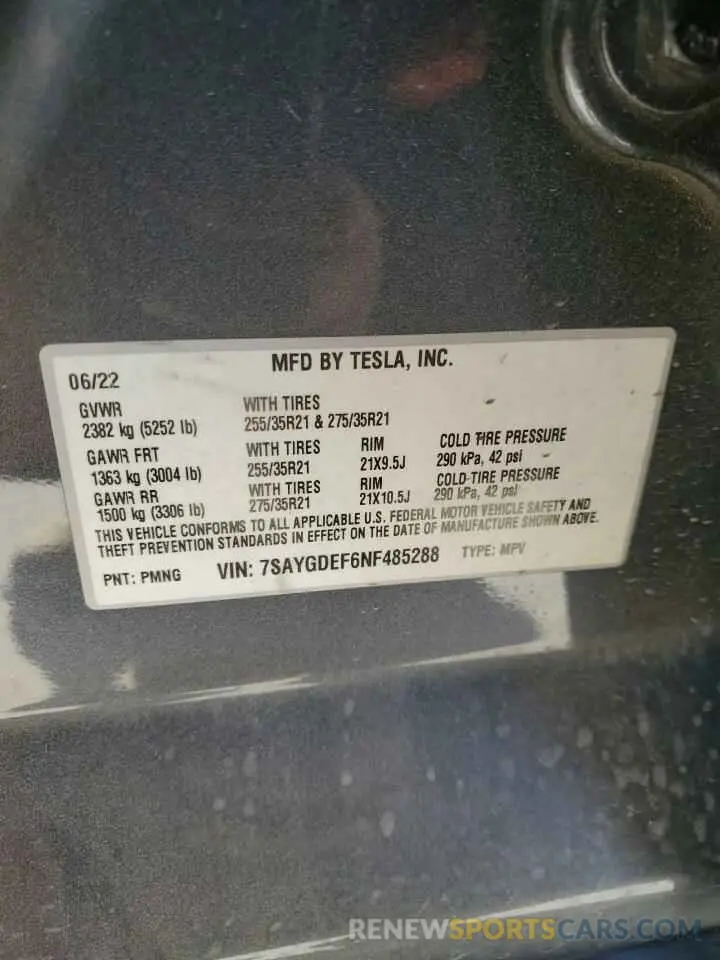 MFD BY TESLA, INC.
06/22
GVWR WITH TIRES
2382 kg (5252 lb) 255/35R21 & 275/35R21
GAWR FRT WITH TIRES RIM COLD TIRE PRESSURE
1363 kg (3004 lb) 255/35R21 21X9.5J 290 kPa, 42 psi
GAWR RR WITH TIRES RIM COLD TIRE PRESSURE
1500 kg (3306 lb) 275/35R21 21X10.5J 290 kPa, 42 psi
THIS VEHICLE CONFORMS TO ALL APPLICABLE U.S. FEDERAL MOTOR VEHICLE SAFETY AND
THEFT PREVENTION STANDARDS IN EFFECT ON THE DATE OF MANUFACTURE SHOWN ABOVE.
PNT: PMNG VIN: 7SAYGDEF6NF485288 TYPE: MPV
RENEWSPORTSCARS.COM